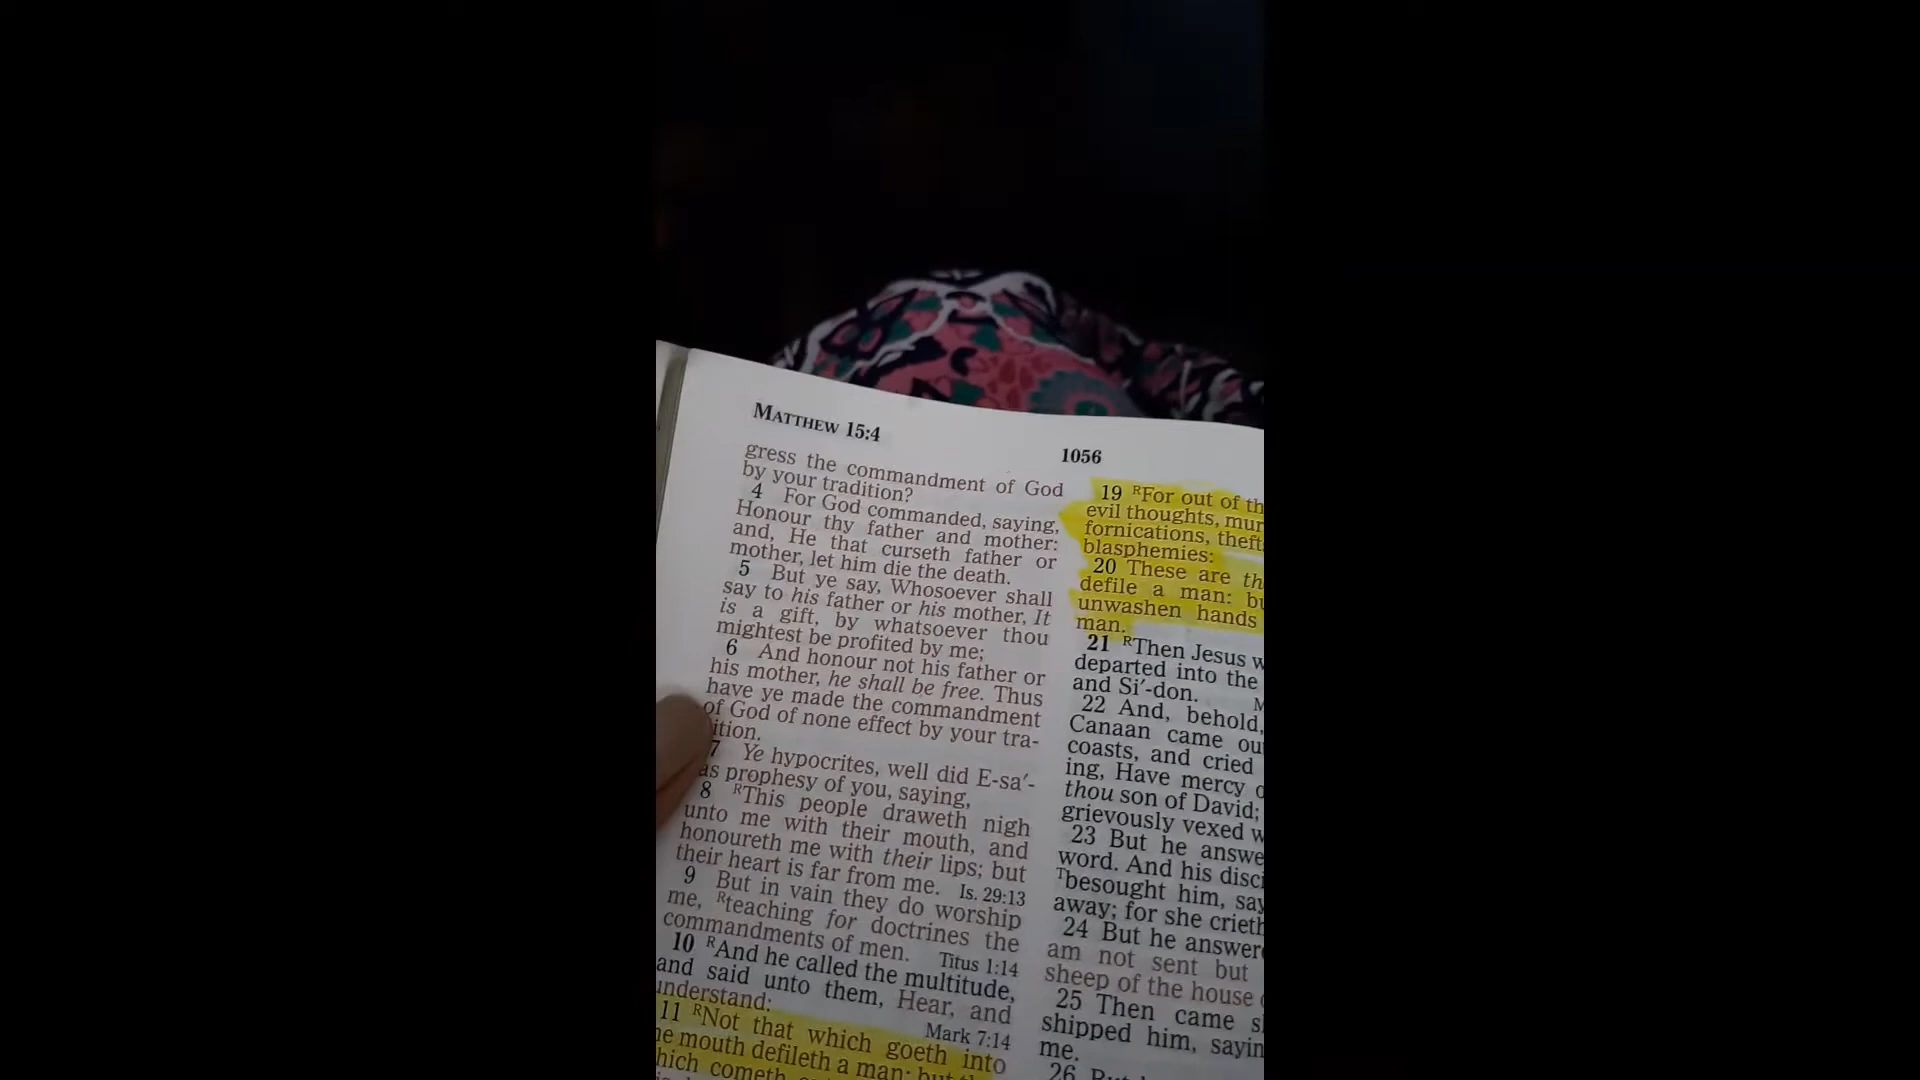 MATTHEW 15:4
1056
gress the commandment of God
by your tradition?
4 For God commanded, saying,
Honour thy father and mother:
and, He that curseth father or
mother, let him die the death.
5 But ye say, Whosoever shall
say to his father or his mother, It
is a gift, by whatsoever thou
mightest be profited by me;
6 And honour not his father or
his mother, he shall be free. Thus
have ye made the commandment
of God of none effect by your tra-
ition.
7 Ye hypocrites, well did E-sa′-
as prophesy of you, saying,
8 RThis people draweth nigh
unto me with their mouth, and
honoureth me with their lips; but
their heart is far from me. Is. 29:13
9 But in vain they do worship
me, Rteaching for doctrines the
commandments of men. Titus 1:14
10 RAnd he called the multitude,
and said unto them, Hear, and
understand: Mark 7:14
11 RNot that which goeth into
he mouth defileth a man; but
hich cometh
19 RFor out of th
evil thoughts, mur
fornications, theft
blasphemies:
20 These are th
defile a man: bu
unwashen hands
man.
21 RThen Jesus w
departed into the
and Si′-don. M
22 And, behold,
Canaan came ou
coasts, and cried
ing, Have mercy o
thou son of David;
grievously vexed w
23 But he answe
word. And his disci
Tbesought him, say
away; for she crieth
24 But he answer
am not sent but
sheep of the house
25 Then came s
shipped him, sayin
me.
26